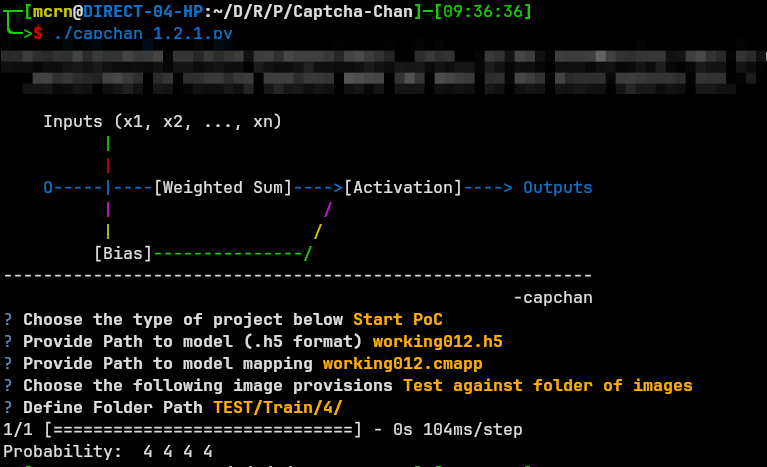 [mcrn@DIRECT-04-HP:~/D/R/P/Captcha-Chan]-[09:36:36]
>$ ./capchan_1.2.1.py
Inputs (x1, x2, ..., xn)
|
|
O-----|----[Weighted Sum]---->[Activation]----> Outputs
| /
| /
[Bias]---------------/
-----------------------------------------------------------
-capchan
? Choose the type of project below Start PoC
? Provide Path to model (.h5 format) working012.h5
? Provide Path to model mapping working012.cmapp
? Choose the following image provisions Test against folder of images
? Define Folder Path TEST/Train/4/
1/1 [==============================] - 0s 104ms/step
Probability: 4 4 4 4